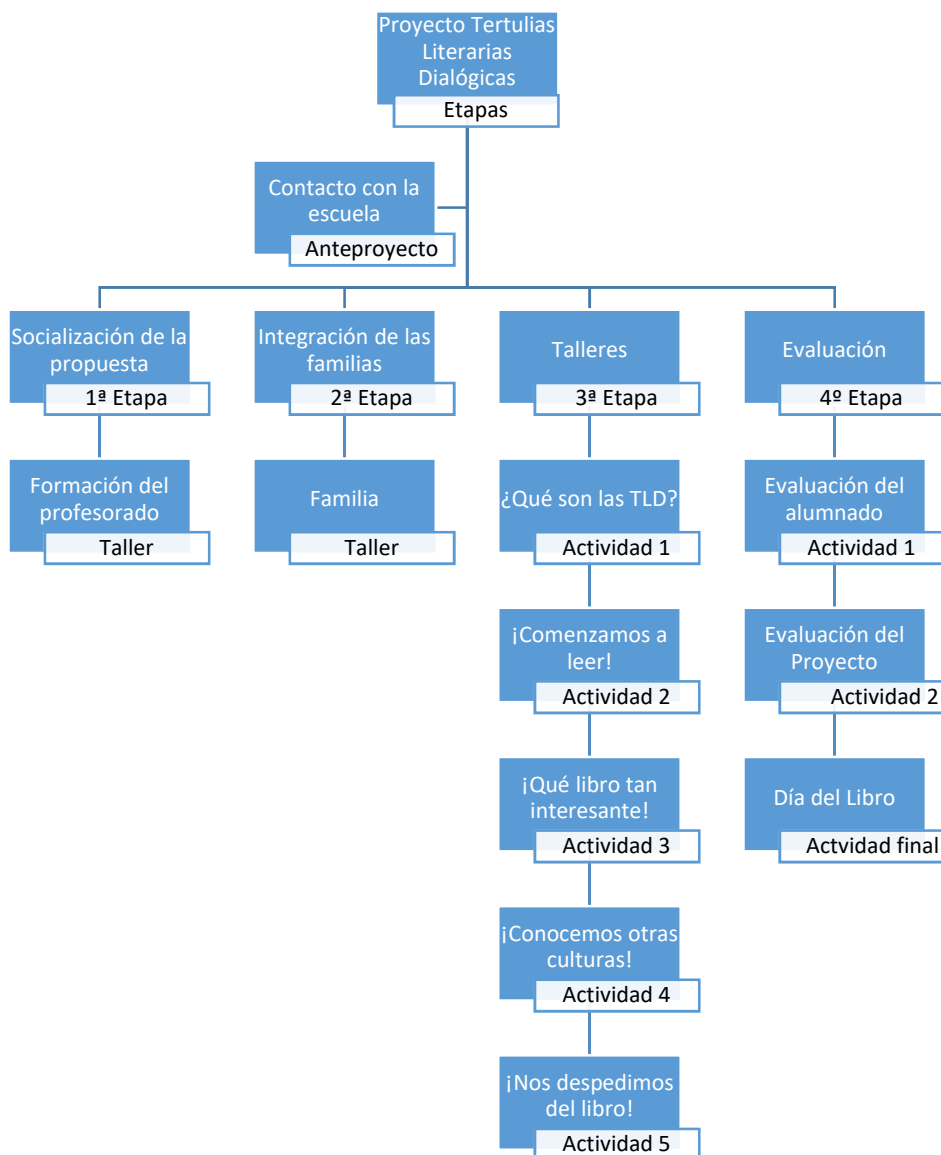 Proyecto Tertulias
Literarias
Dialógicas
Etapas
Contacto con la
escuela
Anteproyecto
Socialización de la
propuesta
1ª Etapa
Integración de las
familias
2ª Etapa
Talleres
3ª Etapa
Evaluación
4º Etapa
Formación del
profesorado
Taller
Familia
Taller
¿Qué son las TLD?
Actividad 1
Evaluación del
alumnado
Actividad 1
¡Comenzamos a
leer!
Actividad 2
Evaluación del
Proyecto
Actividad 2
¡Qué libro tan
interesante!
Actividad 3
Día del Libro
Actvidad final
¡Conocemos otras
culturas!
Actividad 4
¡Nos despedimos
del libro!
Actividad 5